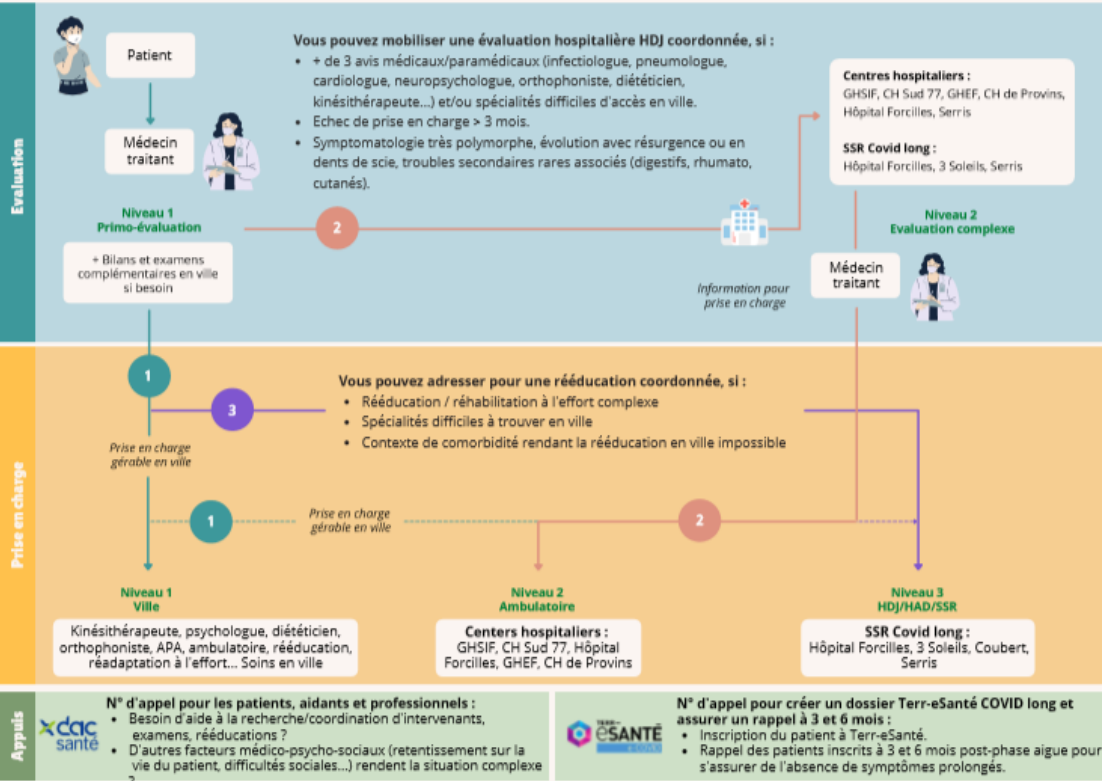 Evaluation
Patient
Médecin
traitant
Niveau 1
Primo-évaluation
+ Bilans et examens
complémentaires en ville
si besoin
Vous pouvez mobiliser une évaluation hospitalière HDJ coordonnée, si :
• + de 3 avis médicaux/paramédicaux (infectiologue, pneumologue,
cardiologue, neuropsychologue, orthophoniste, diététicien,
kinésithérapeute...) et/ou spécialités difficiles d'accès en ville.
• Echec de prise en charge > 3 mois.
• Symptomatologie très polymorphe, évolution avec résurgence ou en
dents de scie, troubles secondaires rares associés (digestifs, rhumato,
cutanés).
2
Centres hospitaliers :
GHSIF, CH Sud 77, GHEF, CH de Provins,
Hôpital Forcilles, Serris
SSR Covid long :
Hôpital Forcilles, 3 Soleils, Serris
Niveau 2
Evaluation complexe
Médecin
traitant
Information pour
prise en charge
Prise en charge
1
3
Vous pouvez adresser pour une rééducation coordonnée, si :
• Rééducation / réhabilitation à l'effort complexe
• Spécialités difficiles à trouver en ville
• Contexte de comorbidité rendant la rééducation en ville impossible
Prise en charge
gérable en ville
1
Prise en charge
gérable en ville
2
Niveau 1
Ville
Kinésithérapeute, psychologue, diététicien,
orthophoniste, APA, ambulatoire, rééducation,
réadaptation à l'effort... Soins en ville
Niveau 2
Ambulatoire
Centers hospitaliers :
GHSIF, CH Sud 77, Hôpital
Forcilles, GHEF, CH de Provins
Niveau 3
HDJ/HAD/SSR
SSR Covid long :
Hôpital Forcilles, 3 Soleils, Coubert,
Serris
Appuis
dac
santé
N° d'appel pour les patients, aidants et professionnels :
• Besoin d'aide à la recherche/coordination d'intervenants,
examens, rééducations ?
• D'autres facteurs médico-psycho-sociaux (retentissement sur la
vie du patient, difficultés sociales...) rendent la situation complexe
?
TERR-
eSANTÉ
e-COVID
N° d'appel pour créer un dossier Terr-eSanté COVID long et
assurer un rappel à 3 et 6 mois :
• Inscription du patient à Terr-eSanté.
• Rappel des patients inscrits à 3 et 6 mois post-phase aigue pour
s'assurer de l'absence de symptômes prolongés.